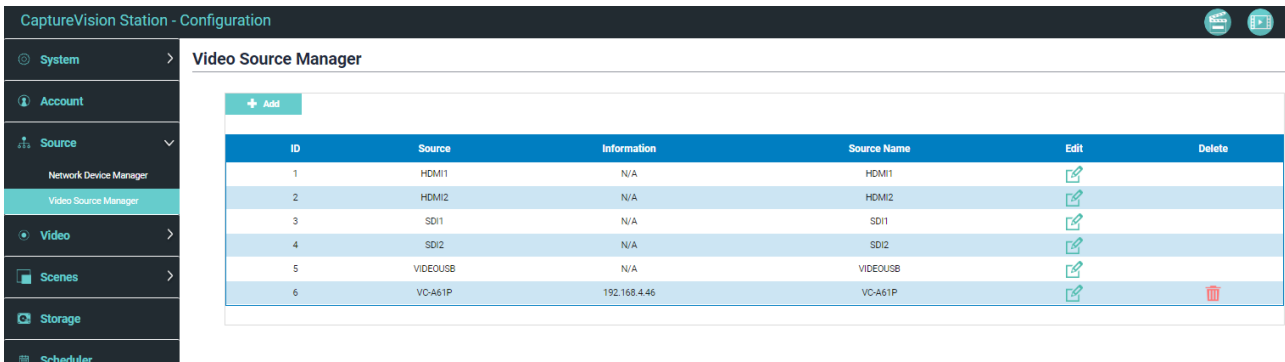 CaptureVision Station - Configuration
System
Account
Source
Network Device Manager
Video Source Manager
Video
Scenes
Storage
Scheduler
Video Source Manager
+ Add
ID Source Information Source Name Edit Delete
1 HDMI1 N/A HDMI1
2 HDMI2 N/A HDMI2
3 SDI1 N/A SDI1
4 SDI2 N/A SDI2
5 VIDEOUSB N/A VIDEOUSB
6 VC-A61P 192.168.4.46 VC-A61P